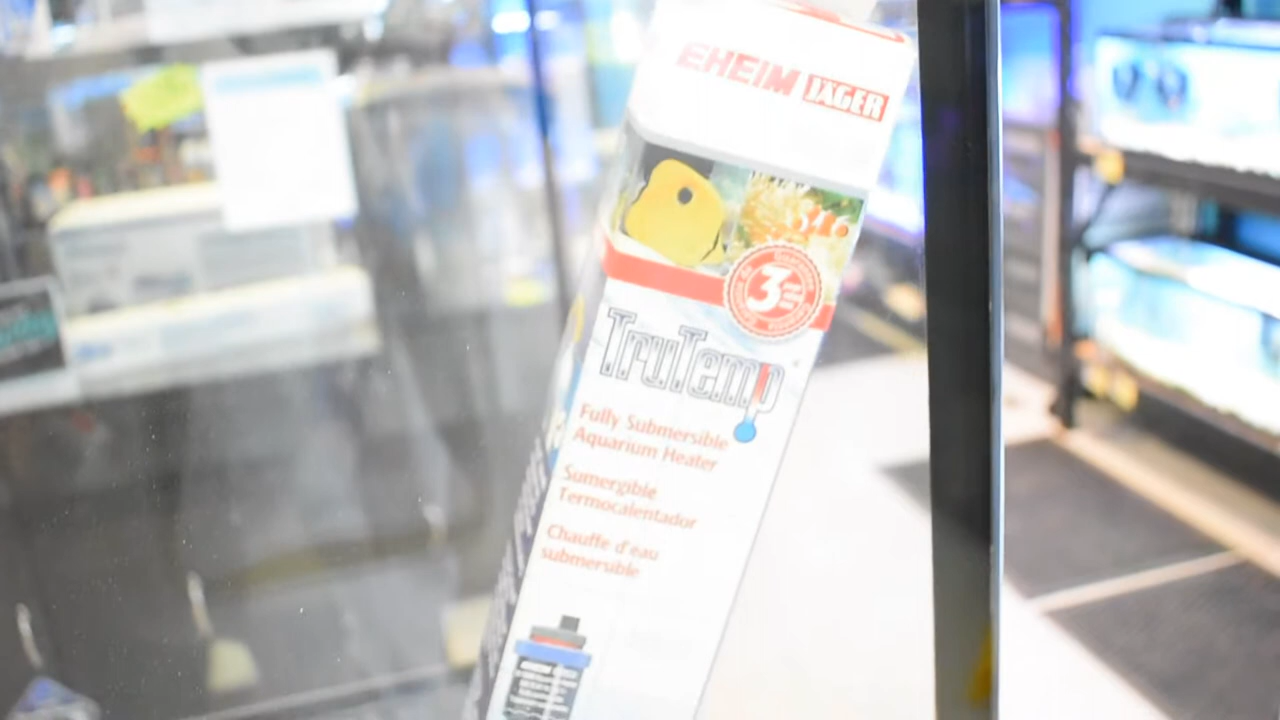 EHEIM JÄGER
3
TruTemp
Fully Submersible
Aquarium Heater
Sumergible
Termocalentador
Chauffe d'eau
submersible